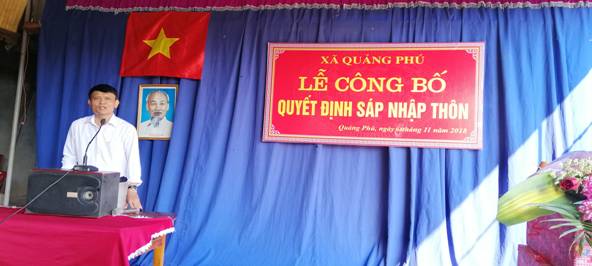 XÃ QUẢNG PHÚ
LỄ CÔNG BỐ
QUYẾT ĐỊNH SÁP NHẬP THÔN
Quảng Phú, ngày tháng 11 năm 2018